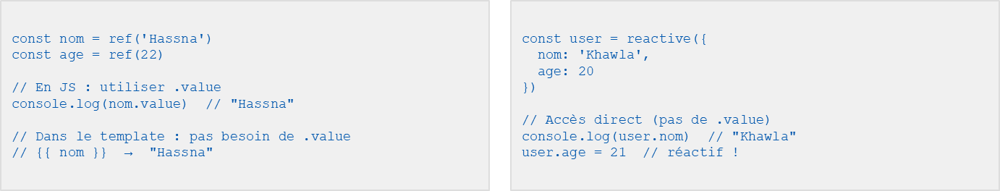 const nom = ref('Hassna')
const age = ref(22)
// En JS : utiliser .value
console.log(nom.value)  // "Hassna"
// Dans le template : pas besoin de .value
// {{ nom }}  →  "Hassna"
const user = reactive({
  nom: 'Khawla',
  age: 20
})
// Accès direct (pas de .value)
console.log(user.nom)  // "Khawla"
user.age = 21  // réactif !